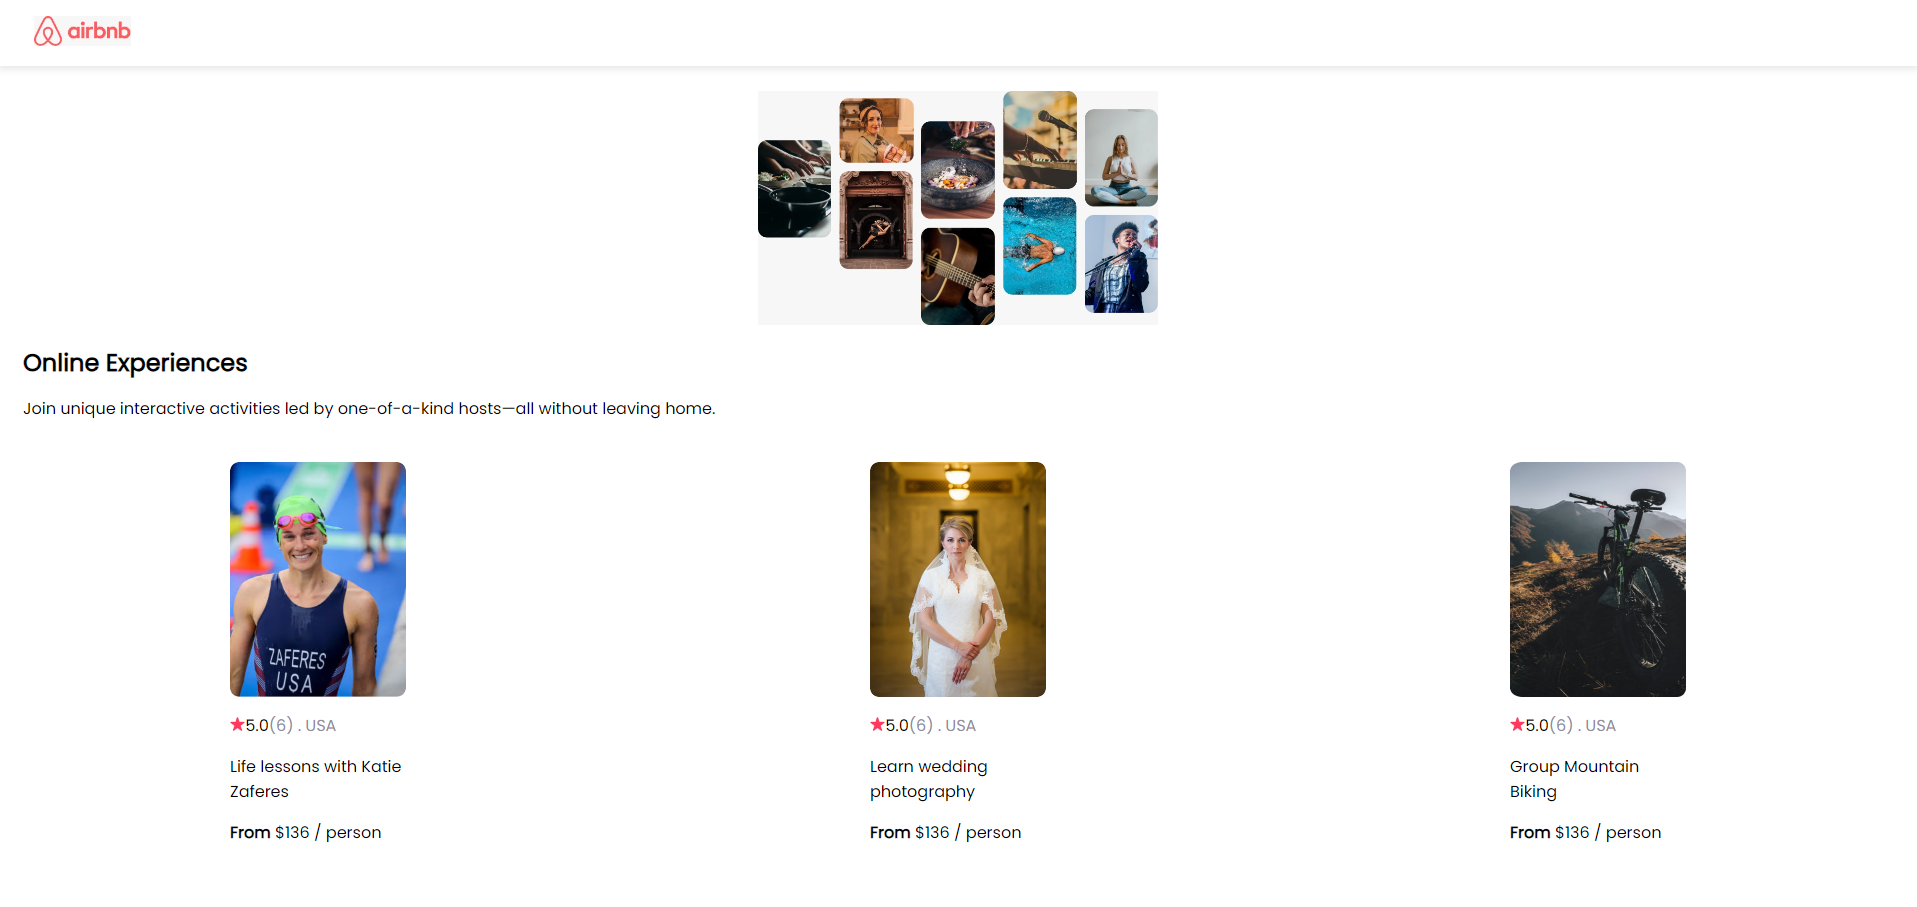 airbnb
Online Experiences
Join unique interactive activities led by one-of-a-kind hosts—all without leaving home.
ZAFERES
USA
5.0(6) . USA
Life lessons with Katie
Zaferes
From $136 / person
5.0(6) . USA
Learn wedding
photography
From $136 / person
5.0(6) . USA
Group Mountain
Biking
From $136 / person